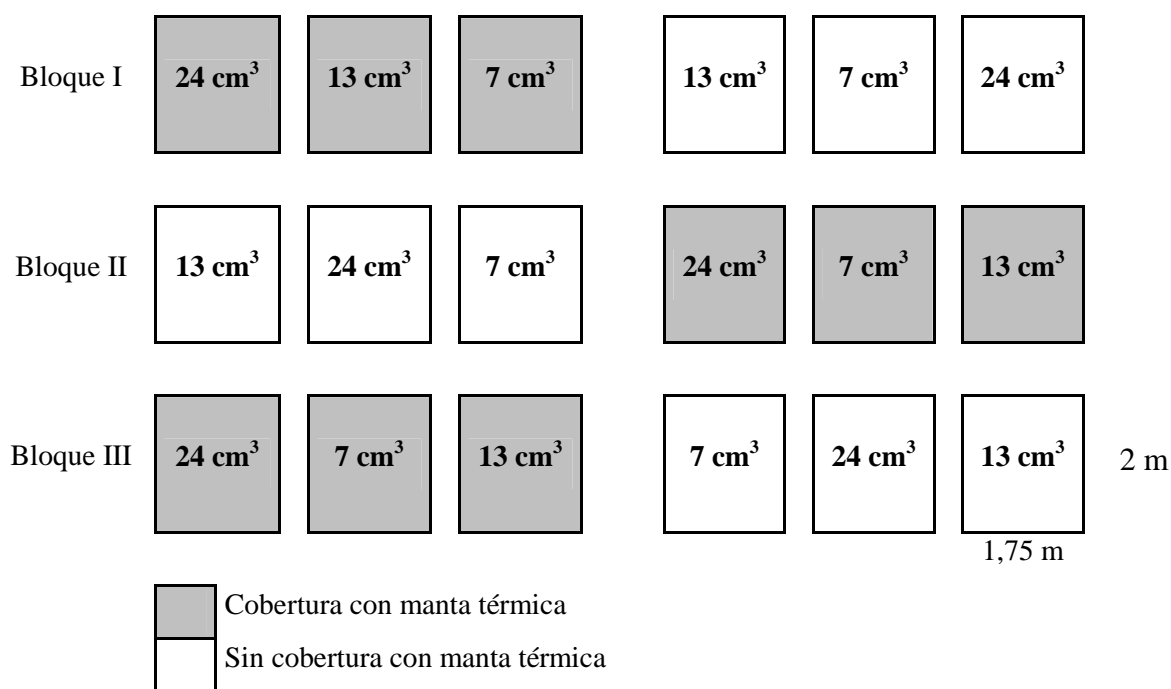 Bloque I 24 cm³ 13 cm³ 7 cm³ 13 cm³ 7 cm³ 24 cm³
Bloque II 13 cm³ 24 cm³ 7 cm³ 24 cm³ 7 cm³ 13 cm³
Bloque III 24 cm³ 7 cm³ 13 cm³ 7 cm³ 24 cm³ 13 cm³ 2 m
1,75 m
Cobertura con manta térmica
Sin cobertura con manta térmica